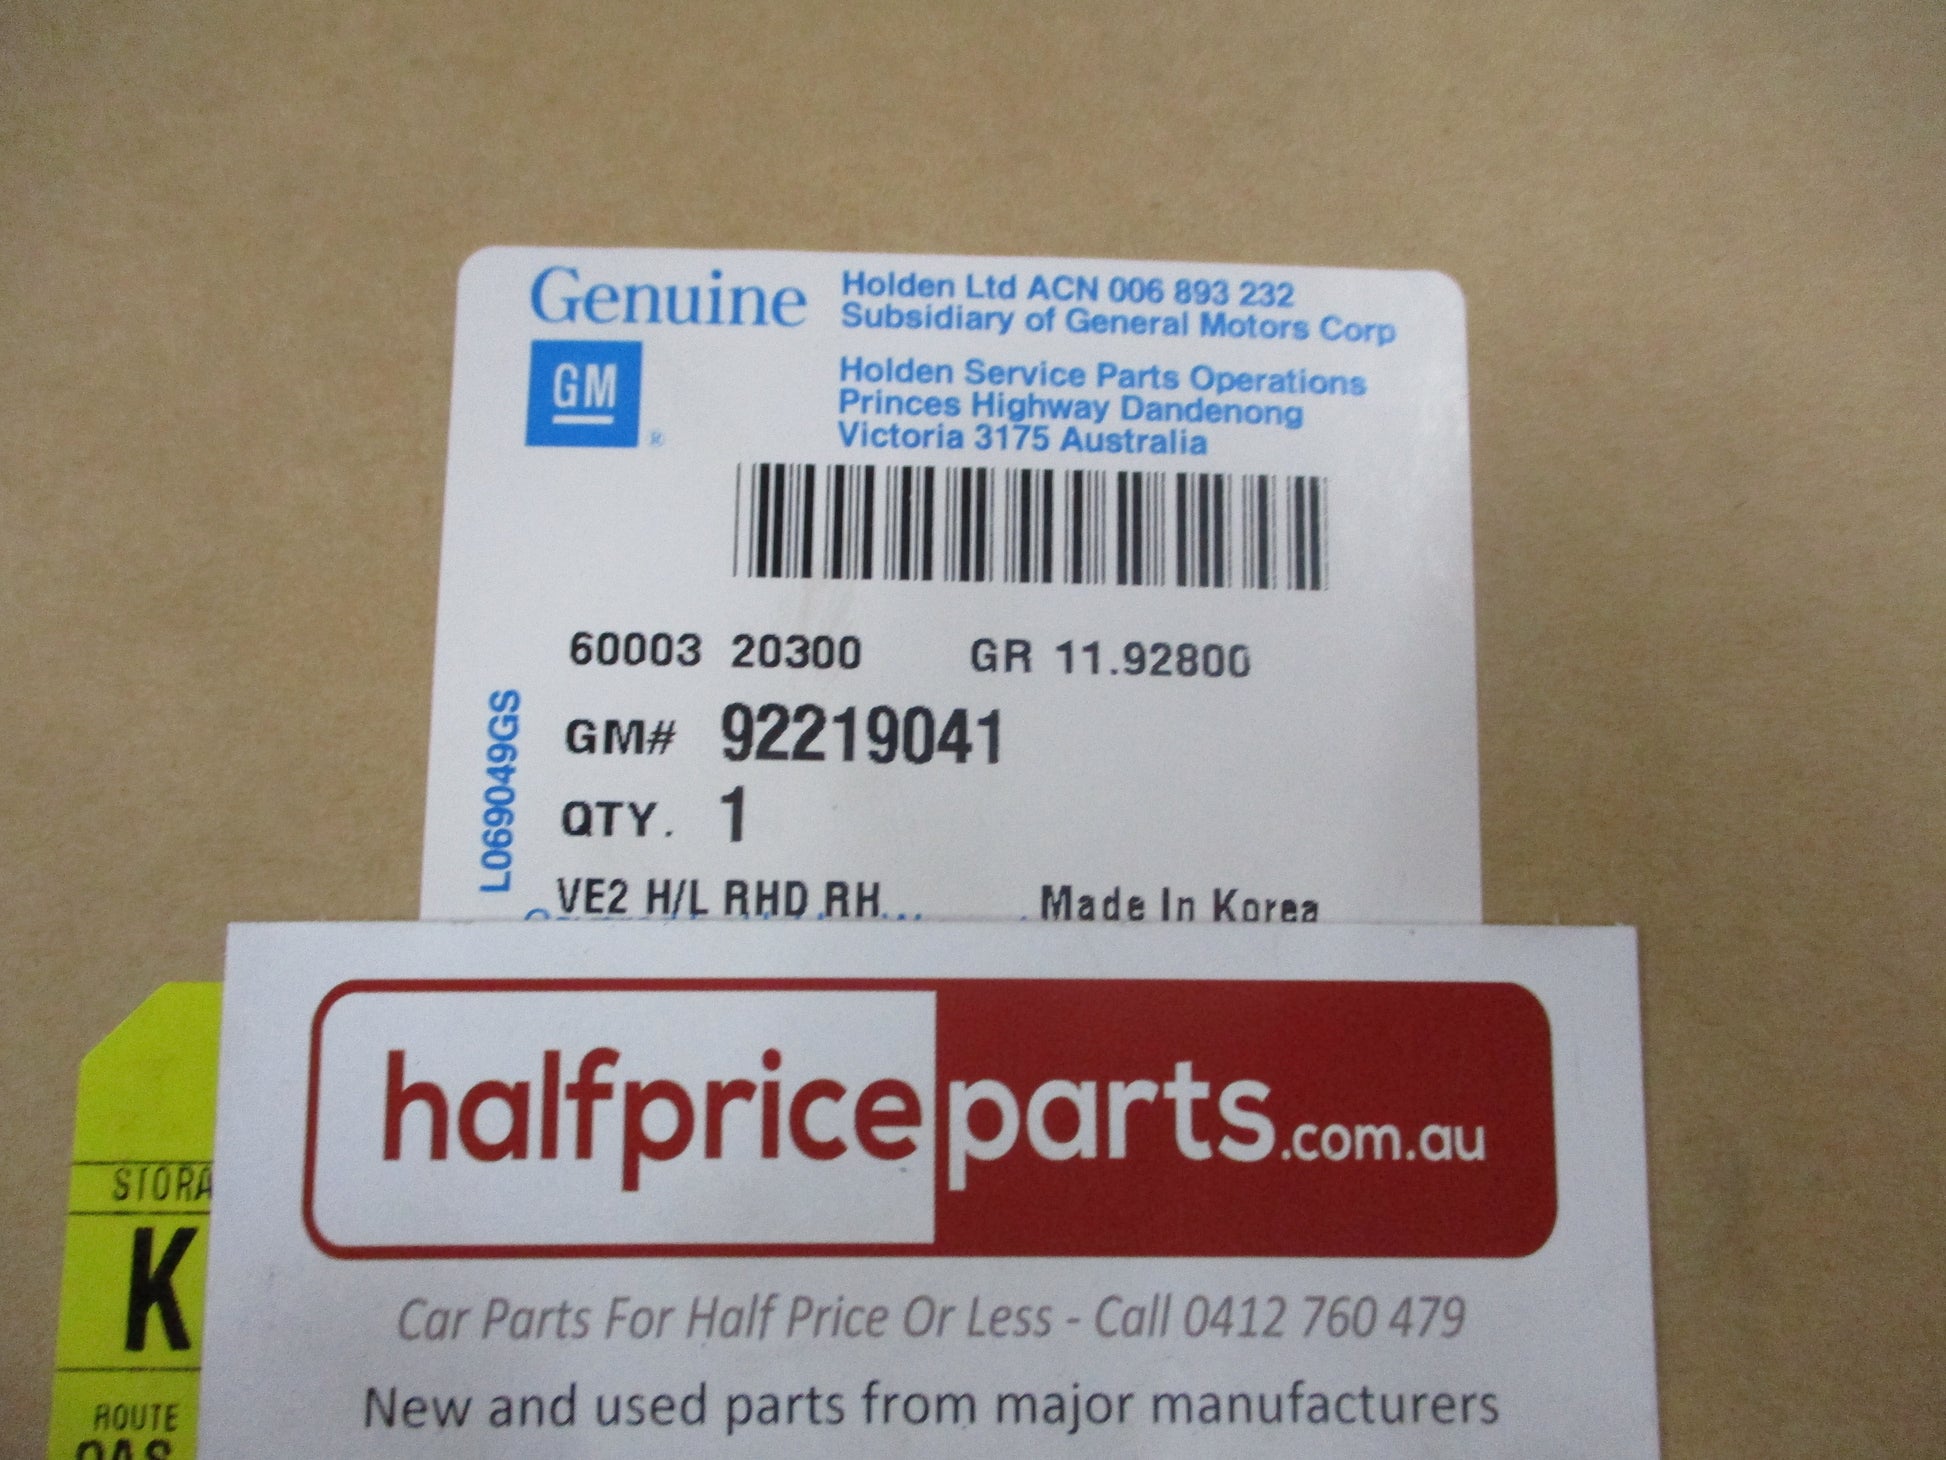 Genuine
GM
®
Holden Ltd ACN 006 893 232
Subsidiary of General Motors Corp
Holden Service Parts Operations
Princes Highway Dandenong
Victoria 3175 Australia
60003 20300 GR 11.92800
GM# 92219041
QTY. 1
VE2 H/L RHD RH Made In Korea
L069049GS
STORA
K
ROUTE
halfpriceparts.com.au
Car Parts For Half Price Or Less - Call 0412 760 479
New and used parts from major manufacturers